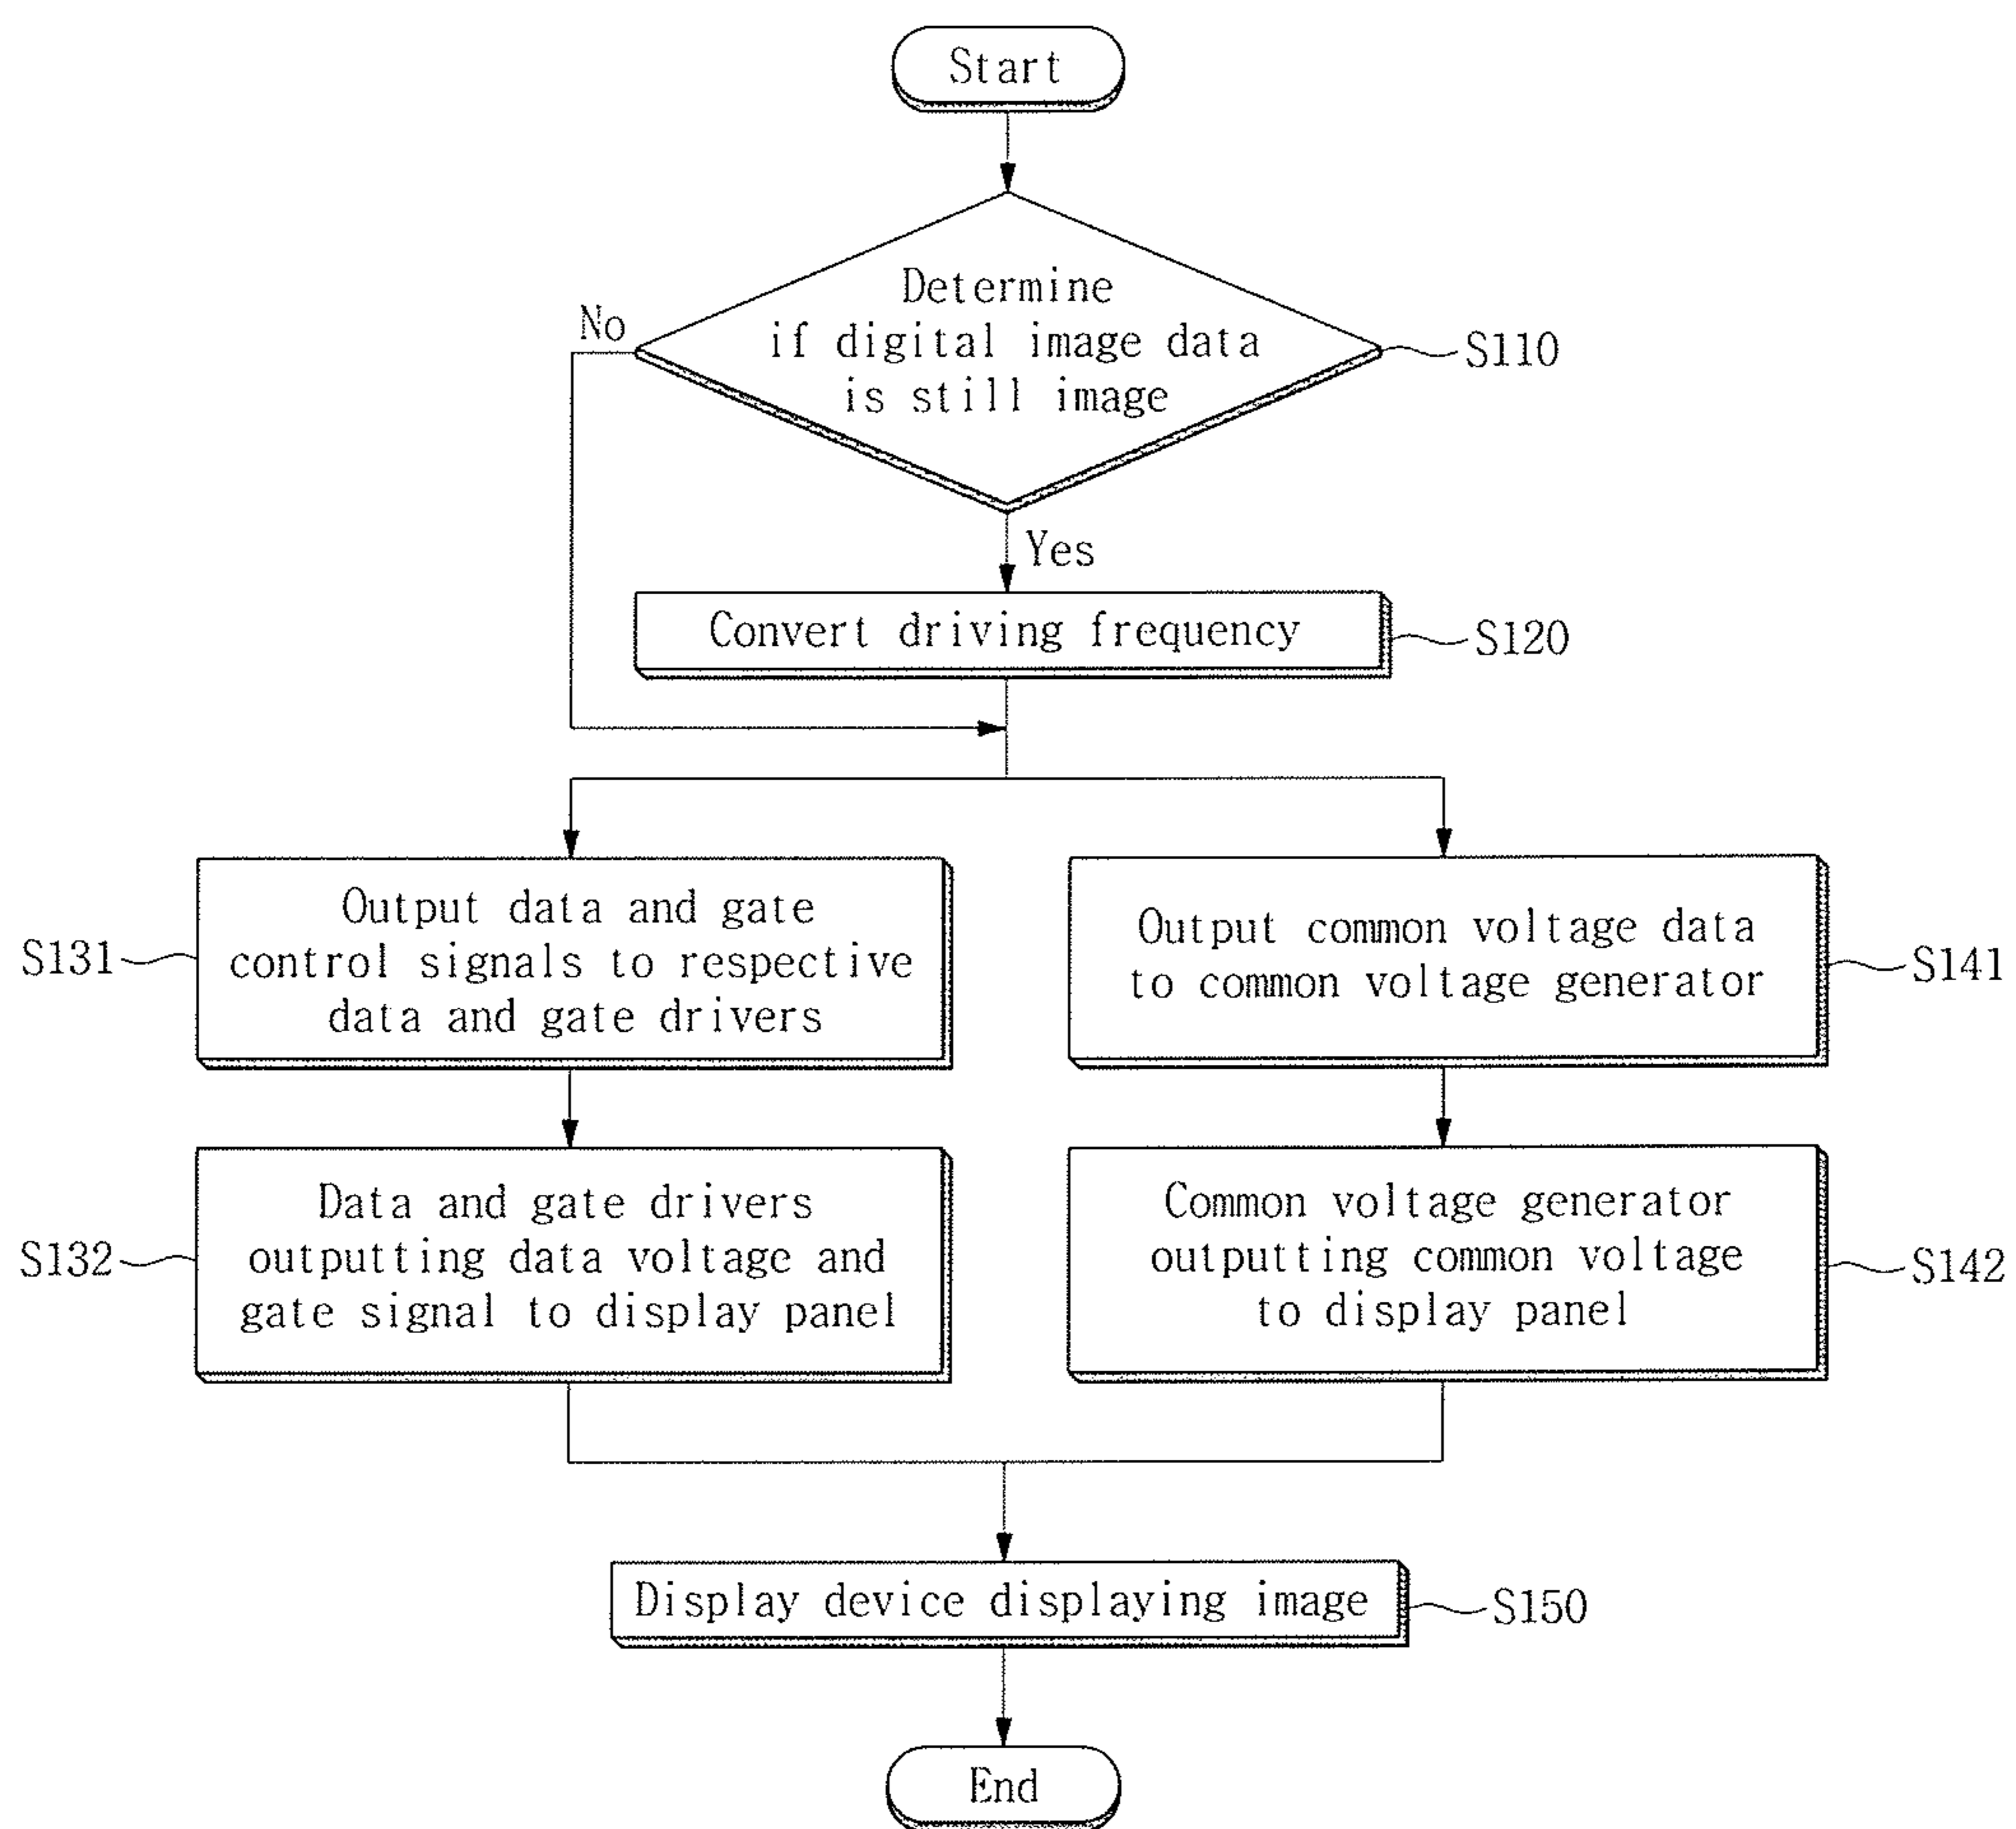 Start
Determine
if digital image data
is still image
No
S110
Yes
Convert driving frequency
S120
Output data and gate
control signals to respective
data and gate drivers
S131
Output common voltage data
to common voltage generator
S141
Data and gate drivers
outputting data voltage and
gate signal to display panel
S132
Common voltage generator
outputting common voltage
to display panel
S142
Display device displaying image
S150
End